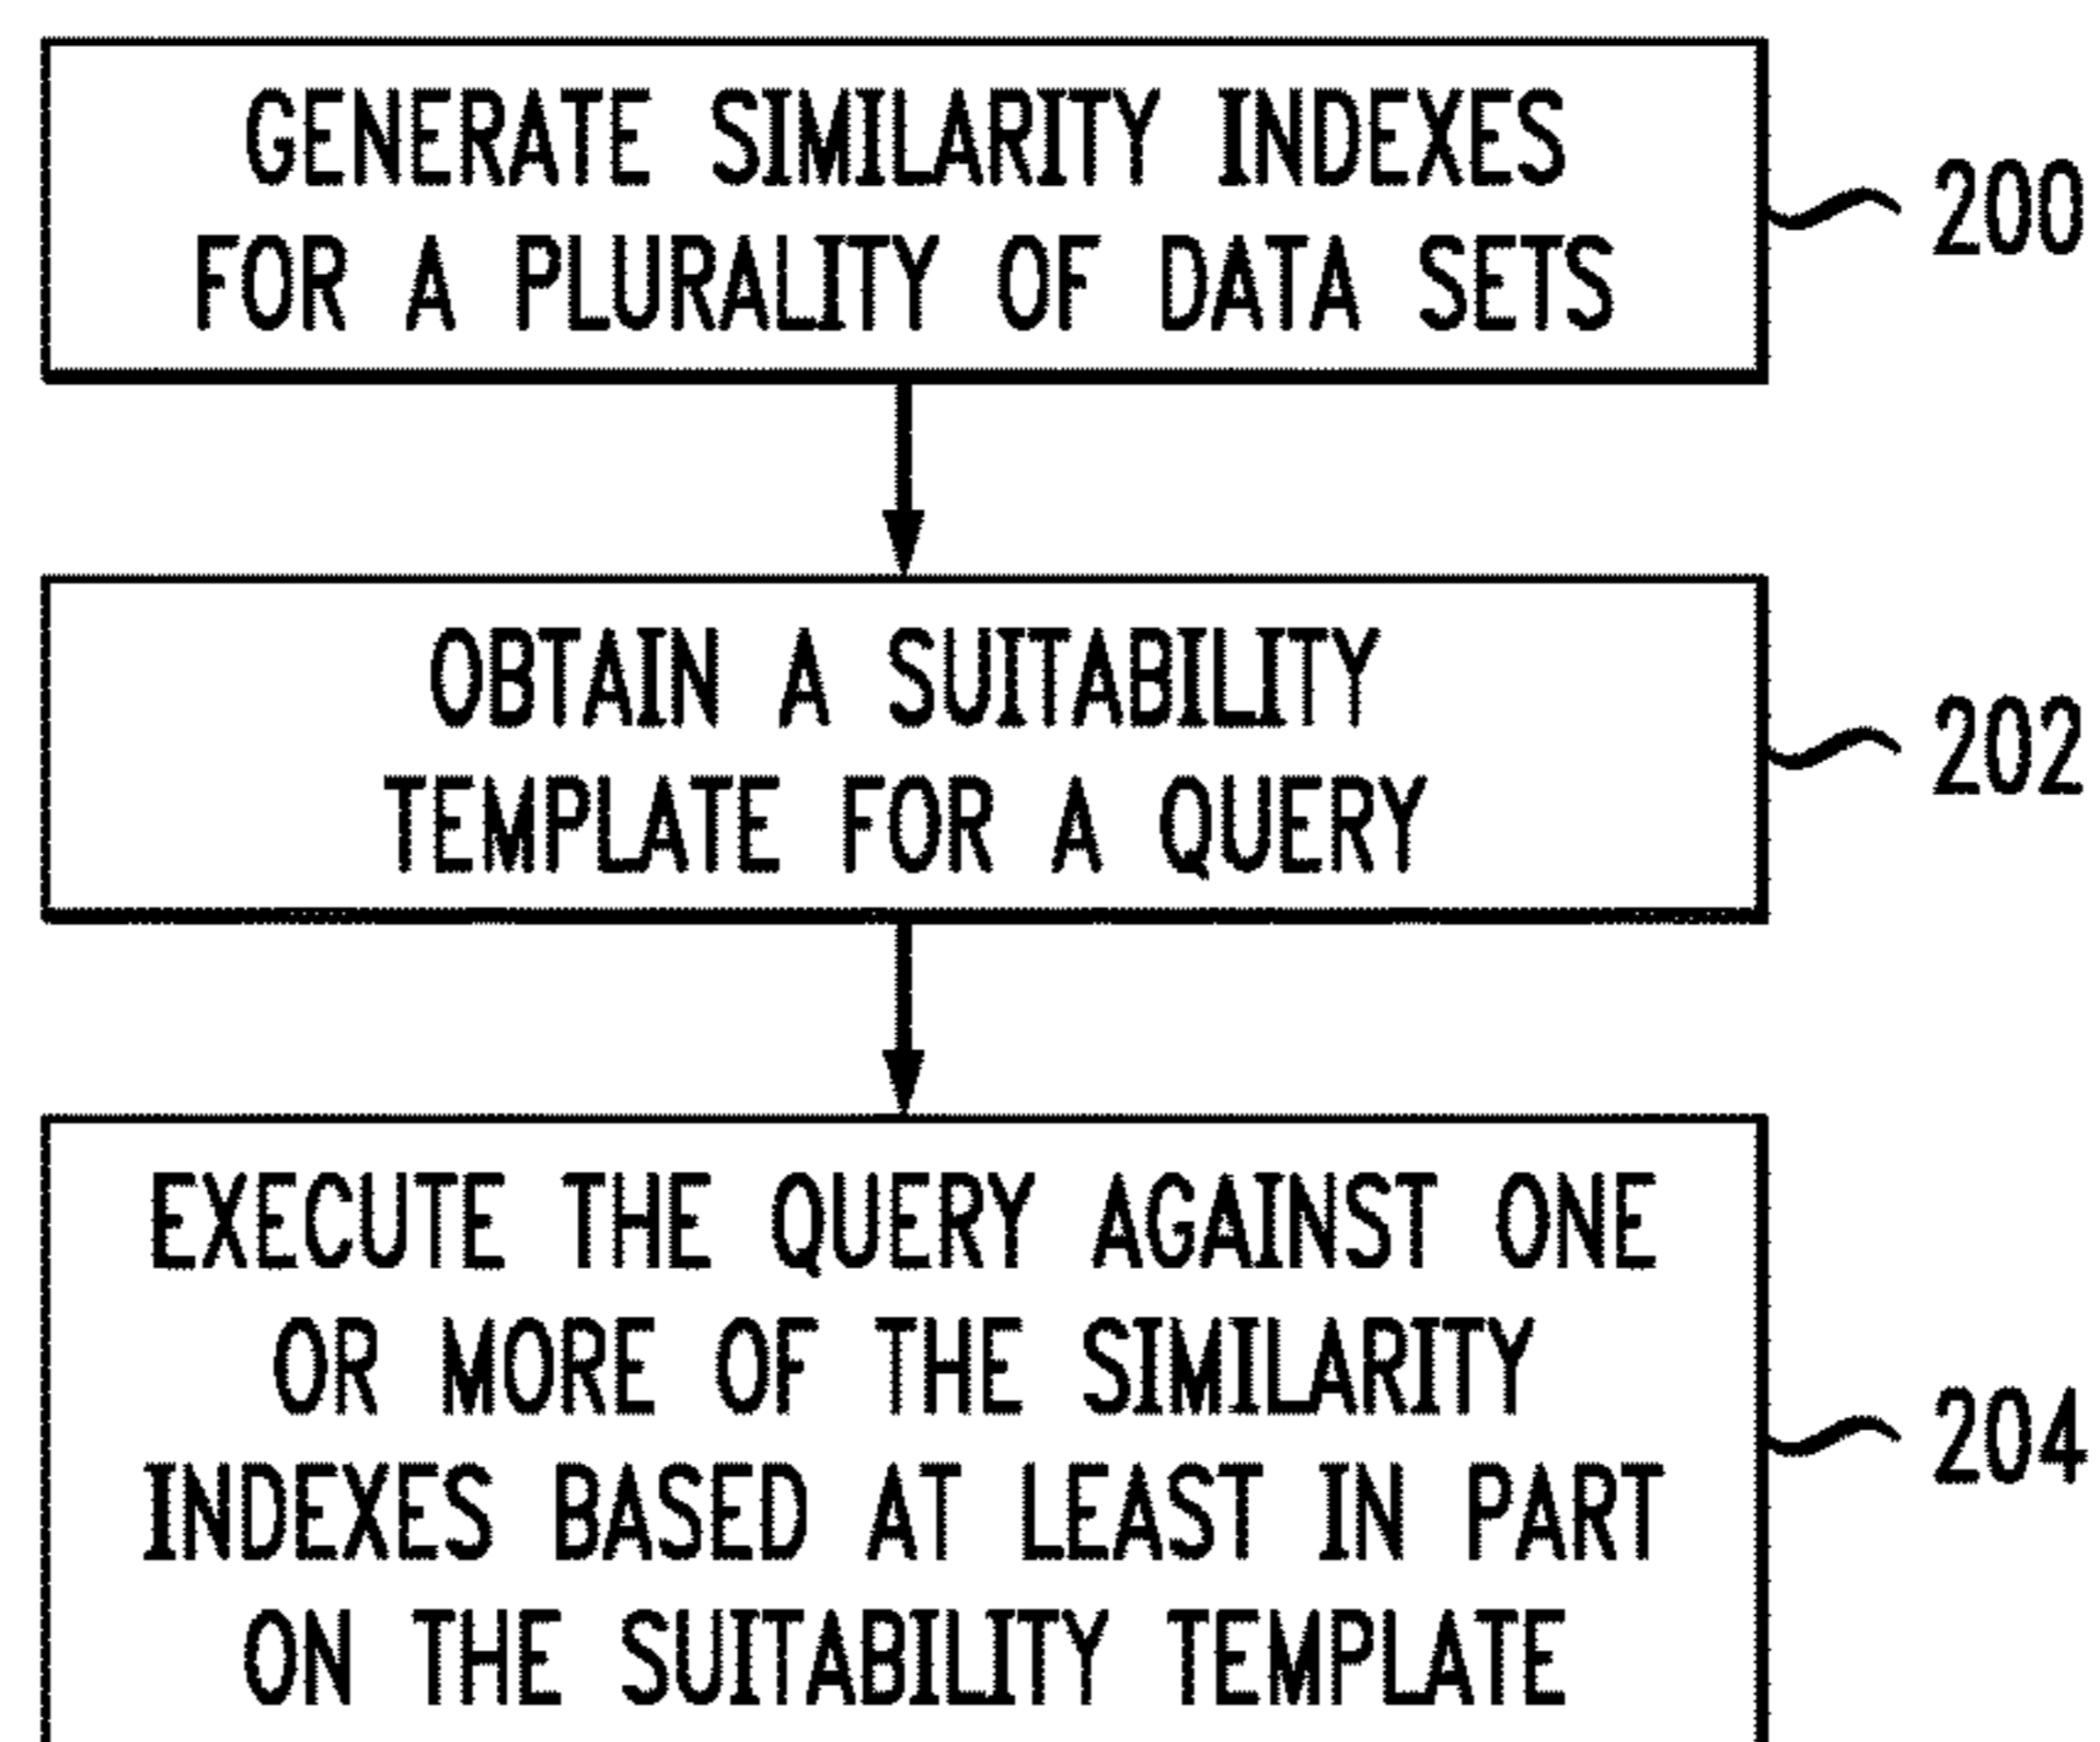 GENERATE SIMILARITY INDEXES
FOR A PLURALITY OF DATA SETS
200
OBTAIN A SUITABILITY
TEMPLATE FOR A QUERY
202
EXECUTE THE QUERY AGAINST ONE
OR MORE OF THE SIMILARITY
INDEXES BASED AT LEAST IN PART
ON THE SUITABILITY TEMPLATE
204